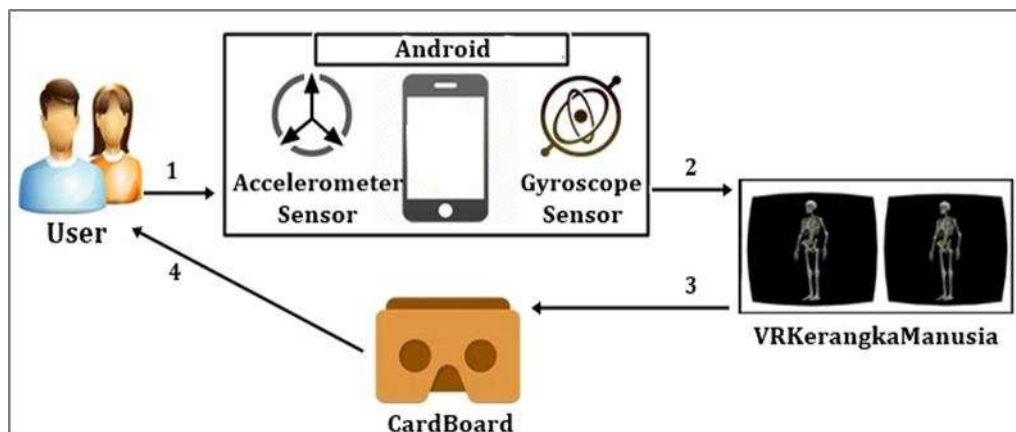 Android
1
Accelerometer
Sensor
Gyroscope
Sensor
2
User
4
3
VRKerangkaManusia
CardBoard